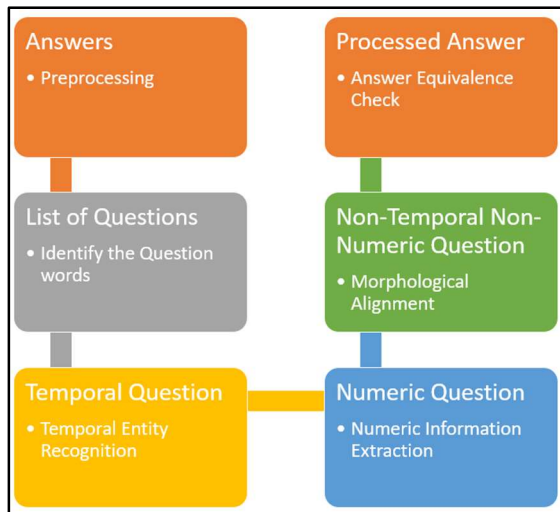 Answers
• Preprocessing
List of Questions
• Identify the Question
words
Temporal Question
• Temporal Entity
Recognition
Numeric Question
• Numeric Information
Extraction
Non-Temporal Non-
Numeric Question
• Morphological
Alignment
Processed Answer
• Answer Equivalence
Check